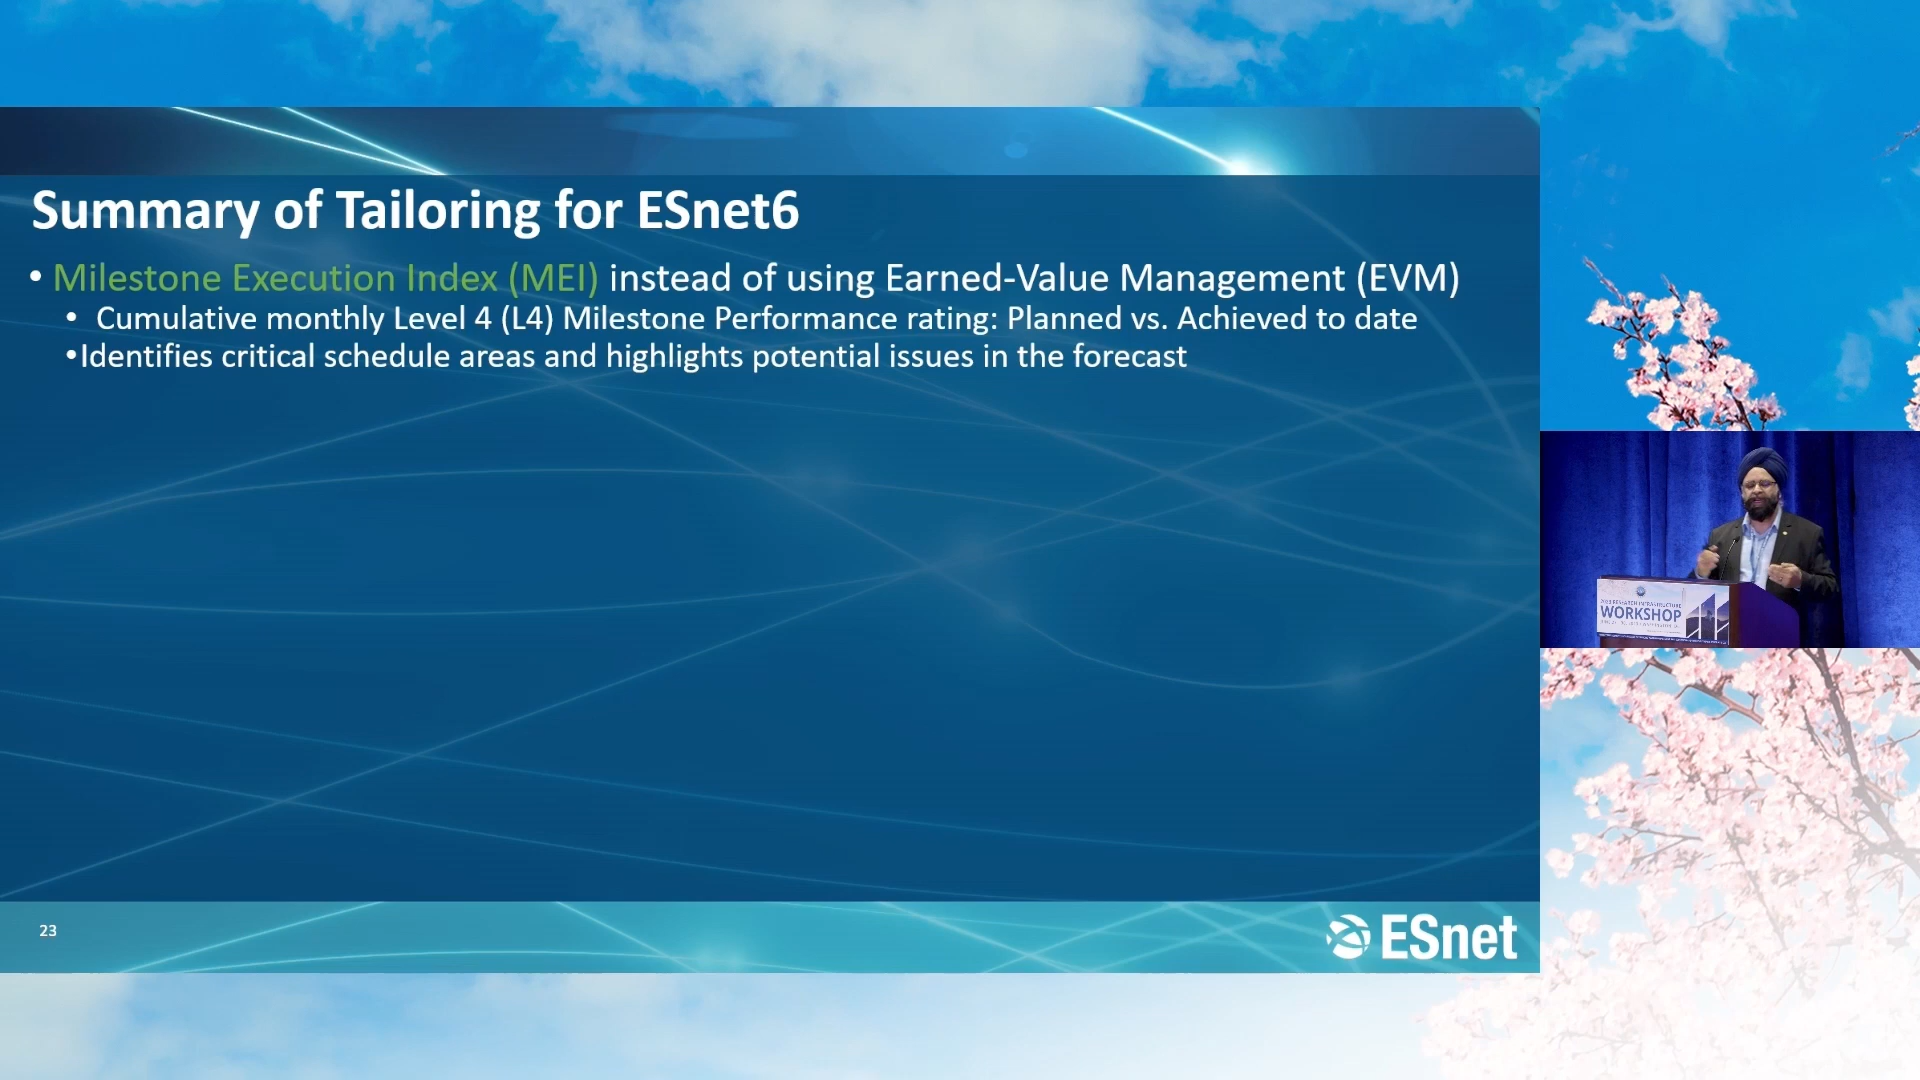 Summary of Tailoring for ESnet6
• Milestone Execution Index (MEI) instead of using Earned-Value Management (EVM)
• Cumulative monthly Level 4 (L4) Milestone Performance rating: Planned vs. Achieved to date
•Identifies critical schedule areas and highlights potential issues in the forecast
RESEARCH INFRASTRUCTURE
WORKSHOP
23
ESnet